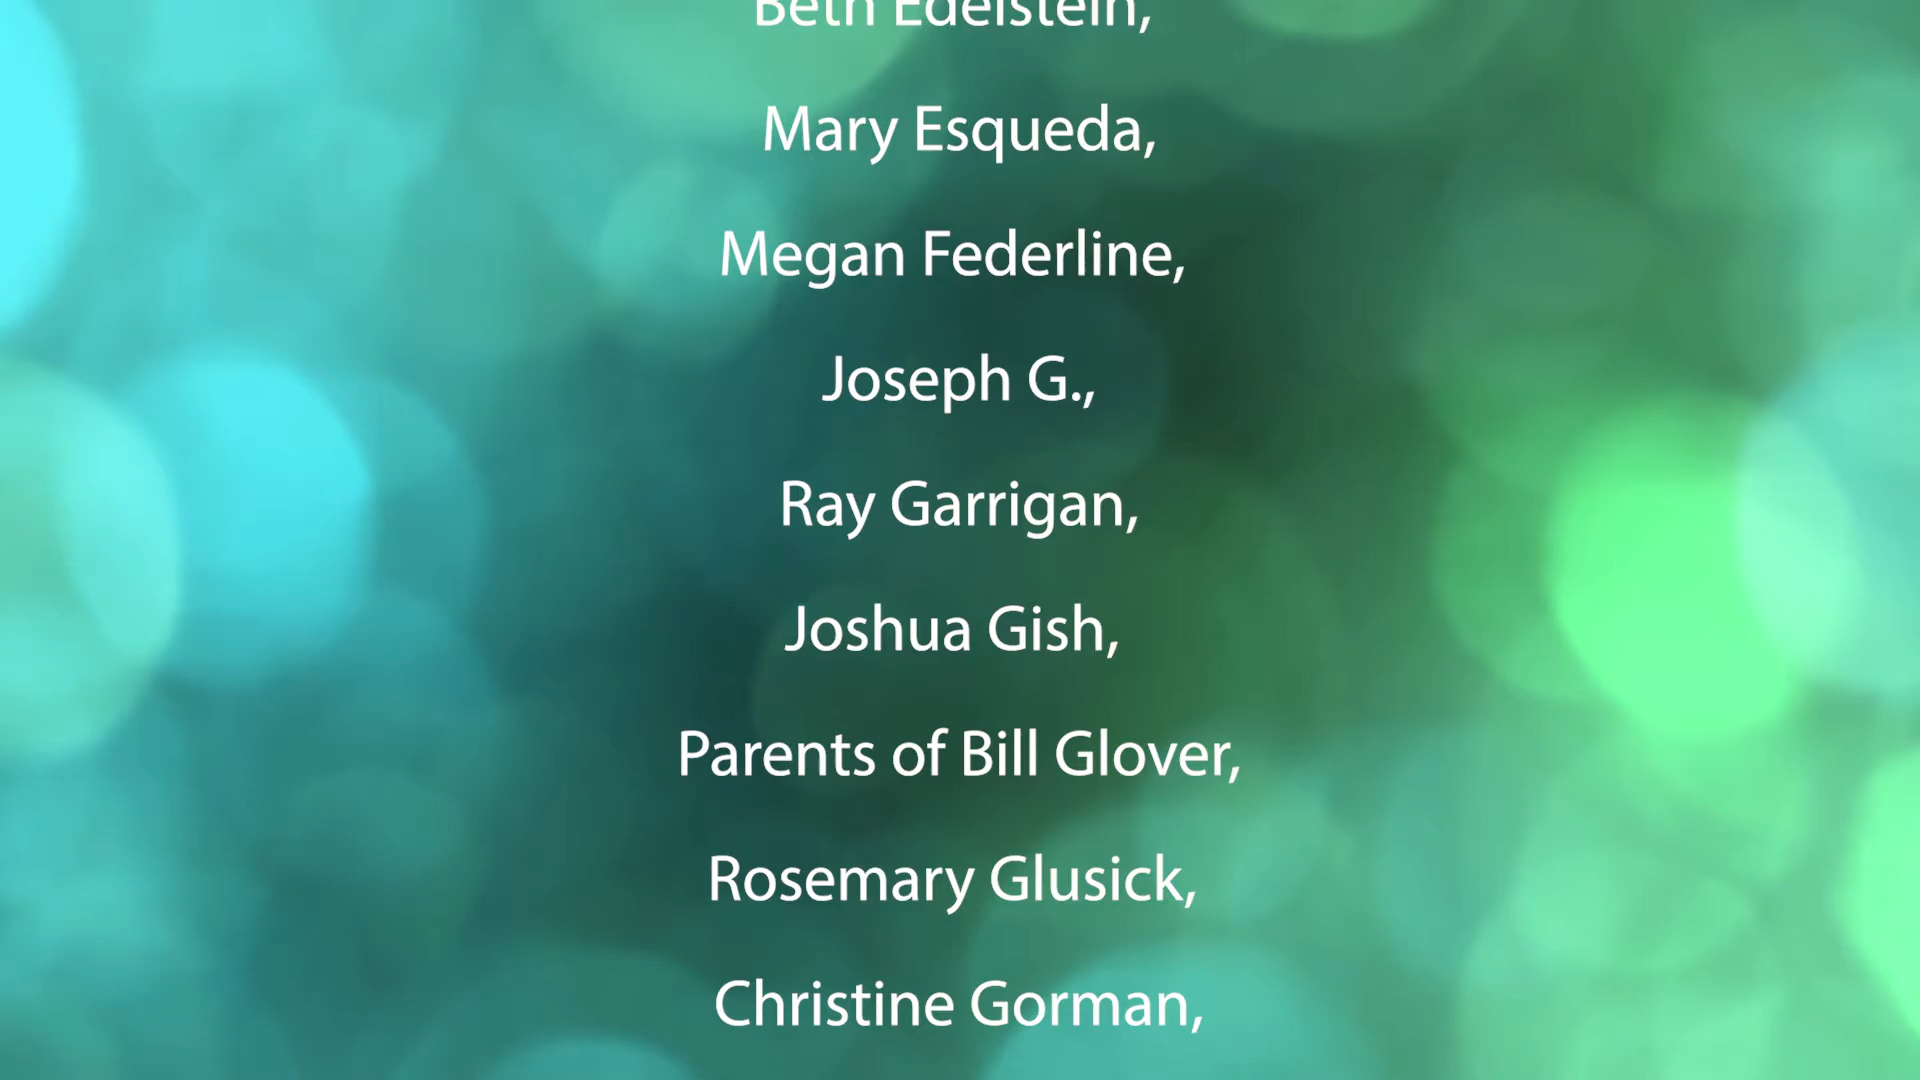 Beth Edelstein,
Mary Esqueda,
Megan Federline,
Joseph G.,
Ray Garrigan,
Joshua Gish,
Parents of Bill Glover,
Rosemary Glusick,
Christine Gorman,